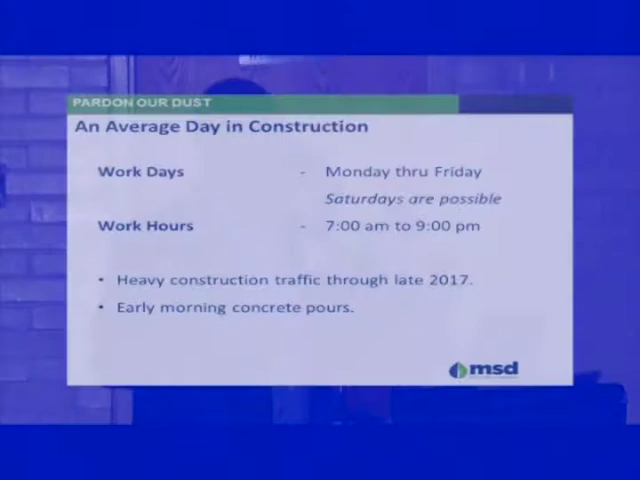 PARDON OUR DUST
An Average Day in Construction
Work Days - Monday thru Friday
Saturdays are possible
Work Hours - 7:00 am to 9:00 pm
• Heavy construction traffic through late 2017.
• Early morning concrete pours.
msd